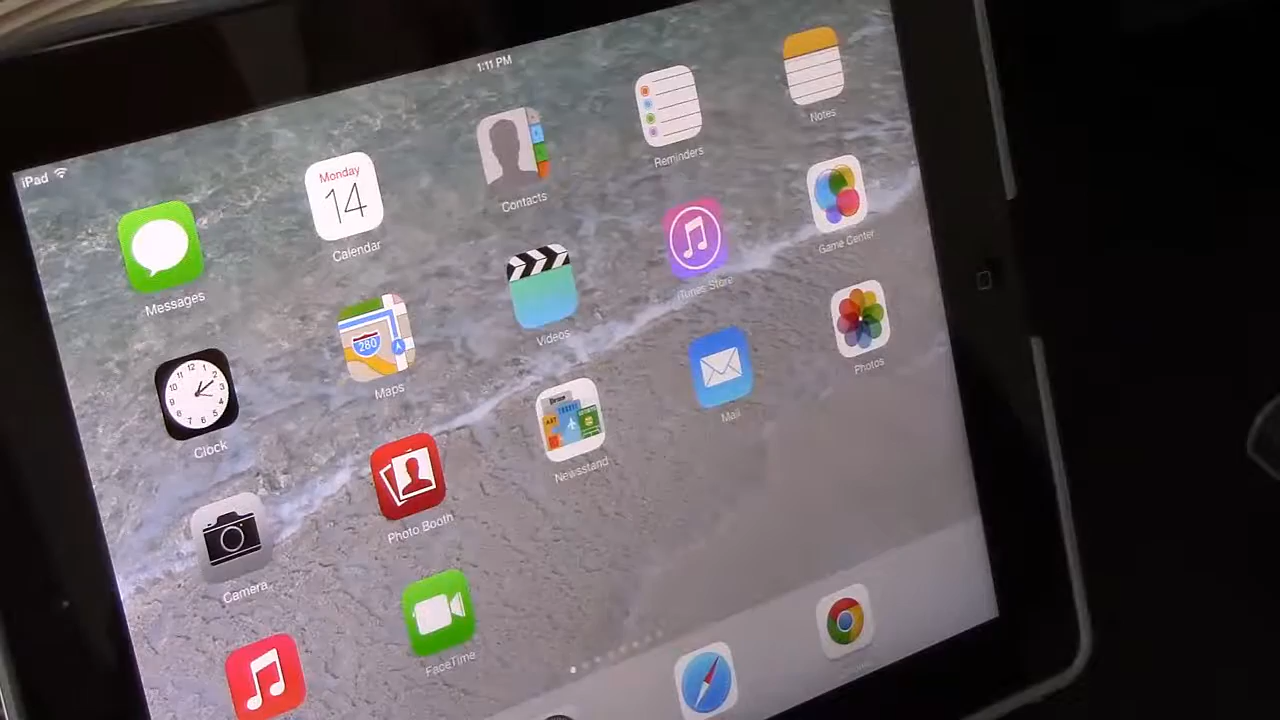 iPad
1:11 PM
Messages
Monday
14
Calendar
Contacts
Reminders
Notes
Clock
280
Maps
Videos
iTunes Store
Game Center
Camera
Photo Booth
Newsstand
Mail
Photos
FaceTime